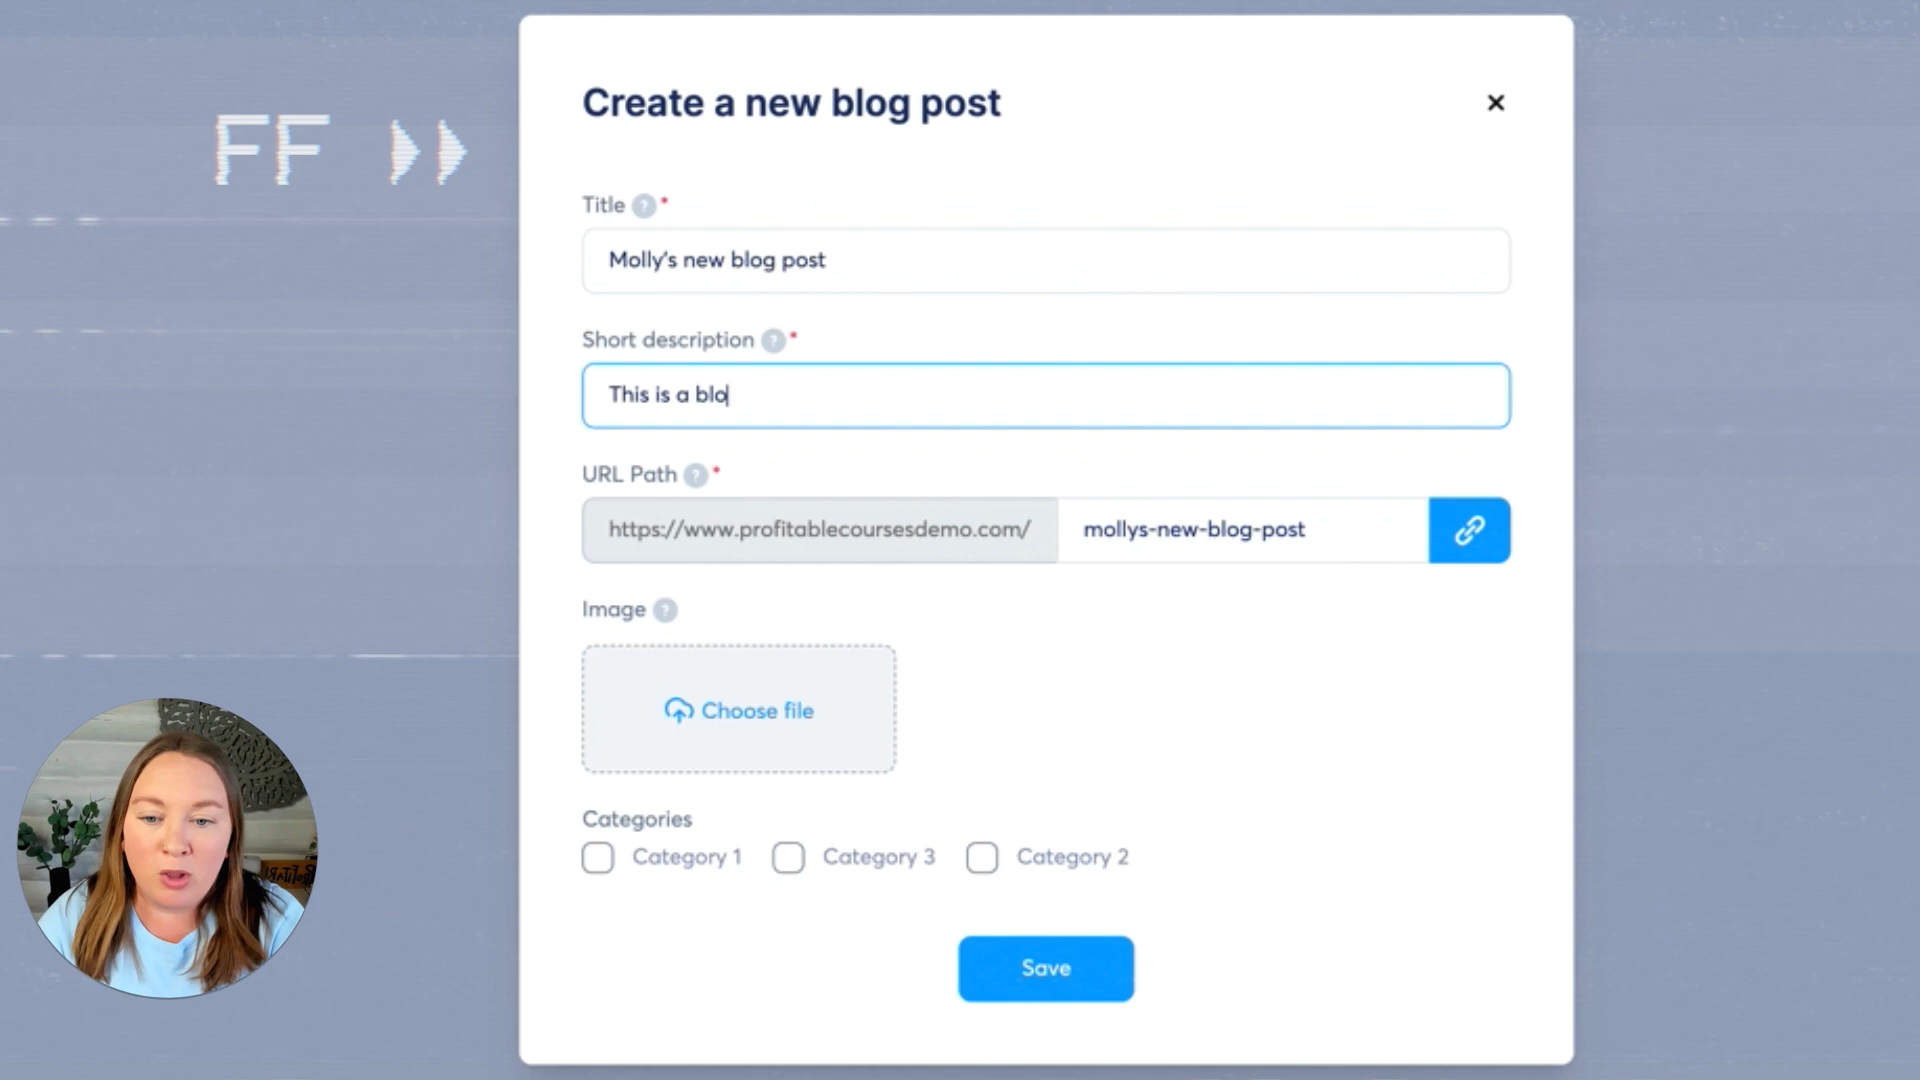 FF
Create a new blog post
Title ? *
Molly's new blog post
Short description ? *
This is a blo
URL Path ? *
https://www.profitablecoursesdemo.com/ mollys-new-blog-post
Image ?
Choose file
Categories
Category 1 Category 3 Category 2
Save